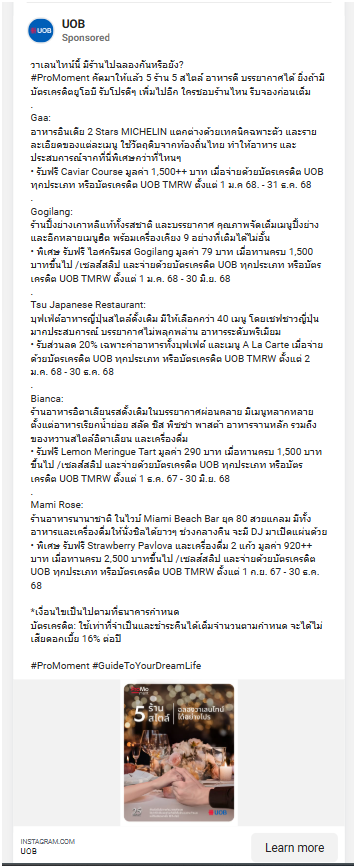 UOB
Sponsored
วาเลนไทน์นี้ มีร้านไปฉลองกันหรือยัง?
#ProMoment คัดมาให้แล้ว 5 ร้าน 5 สไตล์ อาหารดี บรรยากาศได้ ยิ่งถ้ามี
บัตรเครดิตยูโอบี รับโปรดีๆ เพิ่มไปอีก ใครชอบร้านไหน รีบจองก่อนเต็ม
.
Gaa:
อาหารอินเดีย 2 Stars MICHELIN แตกต่างด้วยเทคนิคเฉพาะตัว และราย
ละเอียดของแต่ละเมนู ใช้วัตถุดิบจากท้องถิ่นไทย ทำให้อาหาร และ
ประสบการณ์จากที่นี่พิเศษกว่าที่ไหนๆ
• รับฟรี Caviar Course มูลค่า 1,500++ บาท เมื่อจ่ายด้วยบัตรเครดิต UOB
ทุกประเภท หรือบัตรเครดิต UOB TMRW ตั้งแต่ 1 ม.ค 68. - 31 ธ.ค. 68
.
Gogilang:
ร้านปิ้งย่างเกาหลีแท้ทั้งรสชาติ และบรรยากาศ คุณภาพจัดเต็มเมนูปิ้งย่าง
และอีกหลายเมนูฮิต พร้อมเครื่องเคียง 9 อย่างที่เติมได้ไม่อั้น
• พิเศษ รับฟรี ไอศครีมรส Gogilang มูลค่า 79 บาท เมื่อทานครบ 1,500
บาทขึ้นไป /เซลส์สลิป และจ่ายด้วยบัตรเครดิต UOB ทุกประเภท หรือบัตร
เครดิต UOB TMRW ตั้งแต่ 1 ม.ค. 68 - 30 มิ.ย. 68
.
Tsu Japanese Restaurant:
บุฟเฟ่ต์อาหารญี่ปุ่นสไตล์ดั้งเดิม มีให้เลือกกว่า 40 เมนู โดยเชฟชาวญี่ปุ่น
มากประสบการณ์ บรรยากาศไม่พลุกพล่าน อาหารระดับพรีเมียม
• รับส่วนลด 20% เฉพาะค่าอาหารทั้งบุฟเฟ่ต์ และเมนู A La Carte เมื่อจ่าย
ด้วยบัตรเครดิต UOB ทุกประเภท หรือบัตรเครดิต UOB TMRW ตั้งแต่ 2
ม.ค. 68 - 30 ธ.ค. 68
.
Bianca:
ร้านอาหารอิตาเลียนรสดั้งเดิมในบรรยากาศผ่อนคลาย มีเมนูหลากหลาย
ตั้งแต่อาหารเรียกน้ำย่อย สลัด ชีส พิซซ่า พาสต้า อาหารจานหลัก รวมถึง
ของหวานสไตล์อิตาเลียน และเครื่องดื่ม
• รับฟรี Lemon Meringue Tart มูลค่า 290 บาท เมื่อทานครบ 1,500 บาท
ขึ้นไป /เซลส์สลิป และจ่ายด้วยบัตรเครดิต UOB ทุกประเภท หรือบัตร
เครดิต UOB TMRW ตั้งแต่ 1 ธ.ค. 67 - 30 มิ.ย. 68
.
Mami Rose:
ร้านอาหารนานาชาติ ในไวบ์ Miami Beach Bar ยุค 80 สวยแกลม มีทั้ง
อาหารและเครื่องดื่มให้นั่งชิลได้ยาวๆ ช่วงกลางคืน จะมี DJ มาเปิดแผ่นด้วย
• พิเศษ รับฟรี Strawberry Pavlova และเครื่องดื่ม 2 แก้ว มูลค่า 920++
บาท เมื่อทานครบ 2,500 บาทขึ้นไป /เซลส์สลิป และจ่ายด้วยบัตรเครดิต
UOB ทุกประเภท หรือบัตรเครดิต UOB TMRW ตั้งแต่ 1 ก.ย. 67 - 30 ธ.ค.
68
*เงื่อนไขเป็นไปตามที่ธนาคารกำหนด
บัตรเครดิต: ใช้เท่าที่จำเป็นและชำระคืนได้เต็มจำนวนตามกำหนด จะได้ไม่
เสียดอกเบี้ย 16% ต่อปี
#ProMoment #GuideToYourDreamLife
5 ร้าน
สไตล์
ฉลองวาเลนไทน์
ได้อย่างโปร
UOB
INSTAGRAM.COM
UOB
Learn more